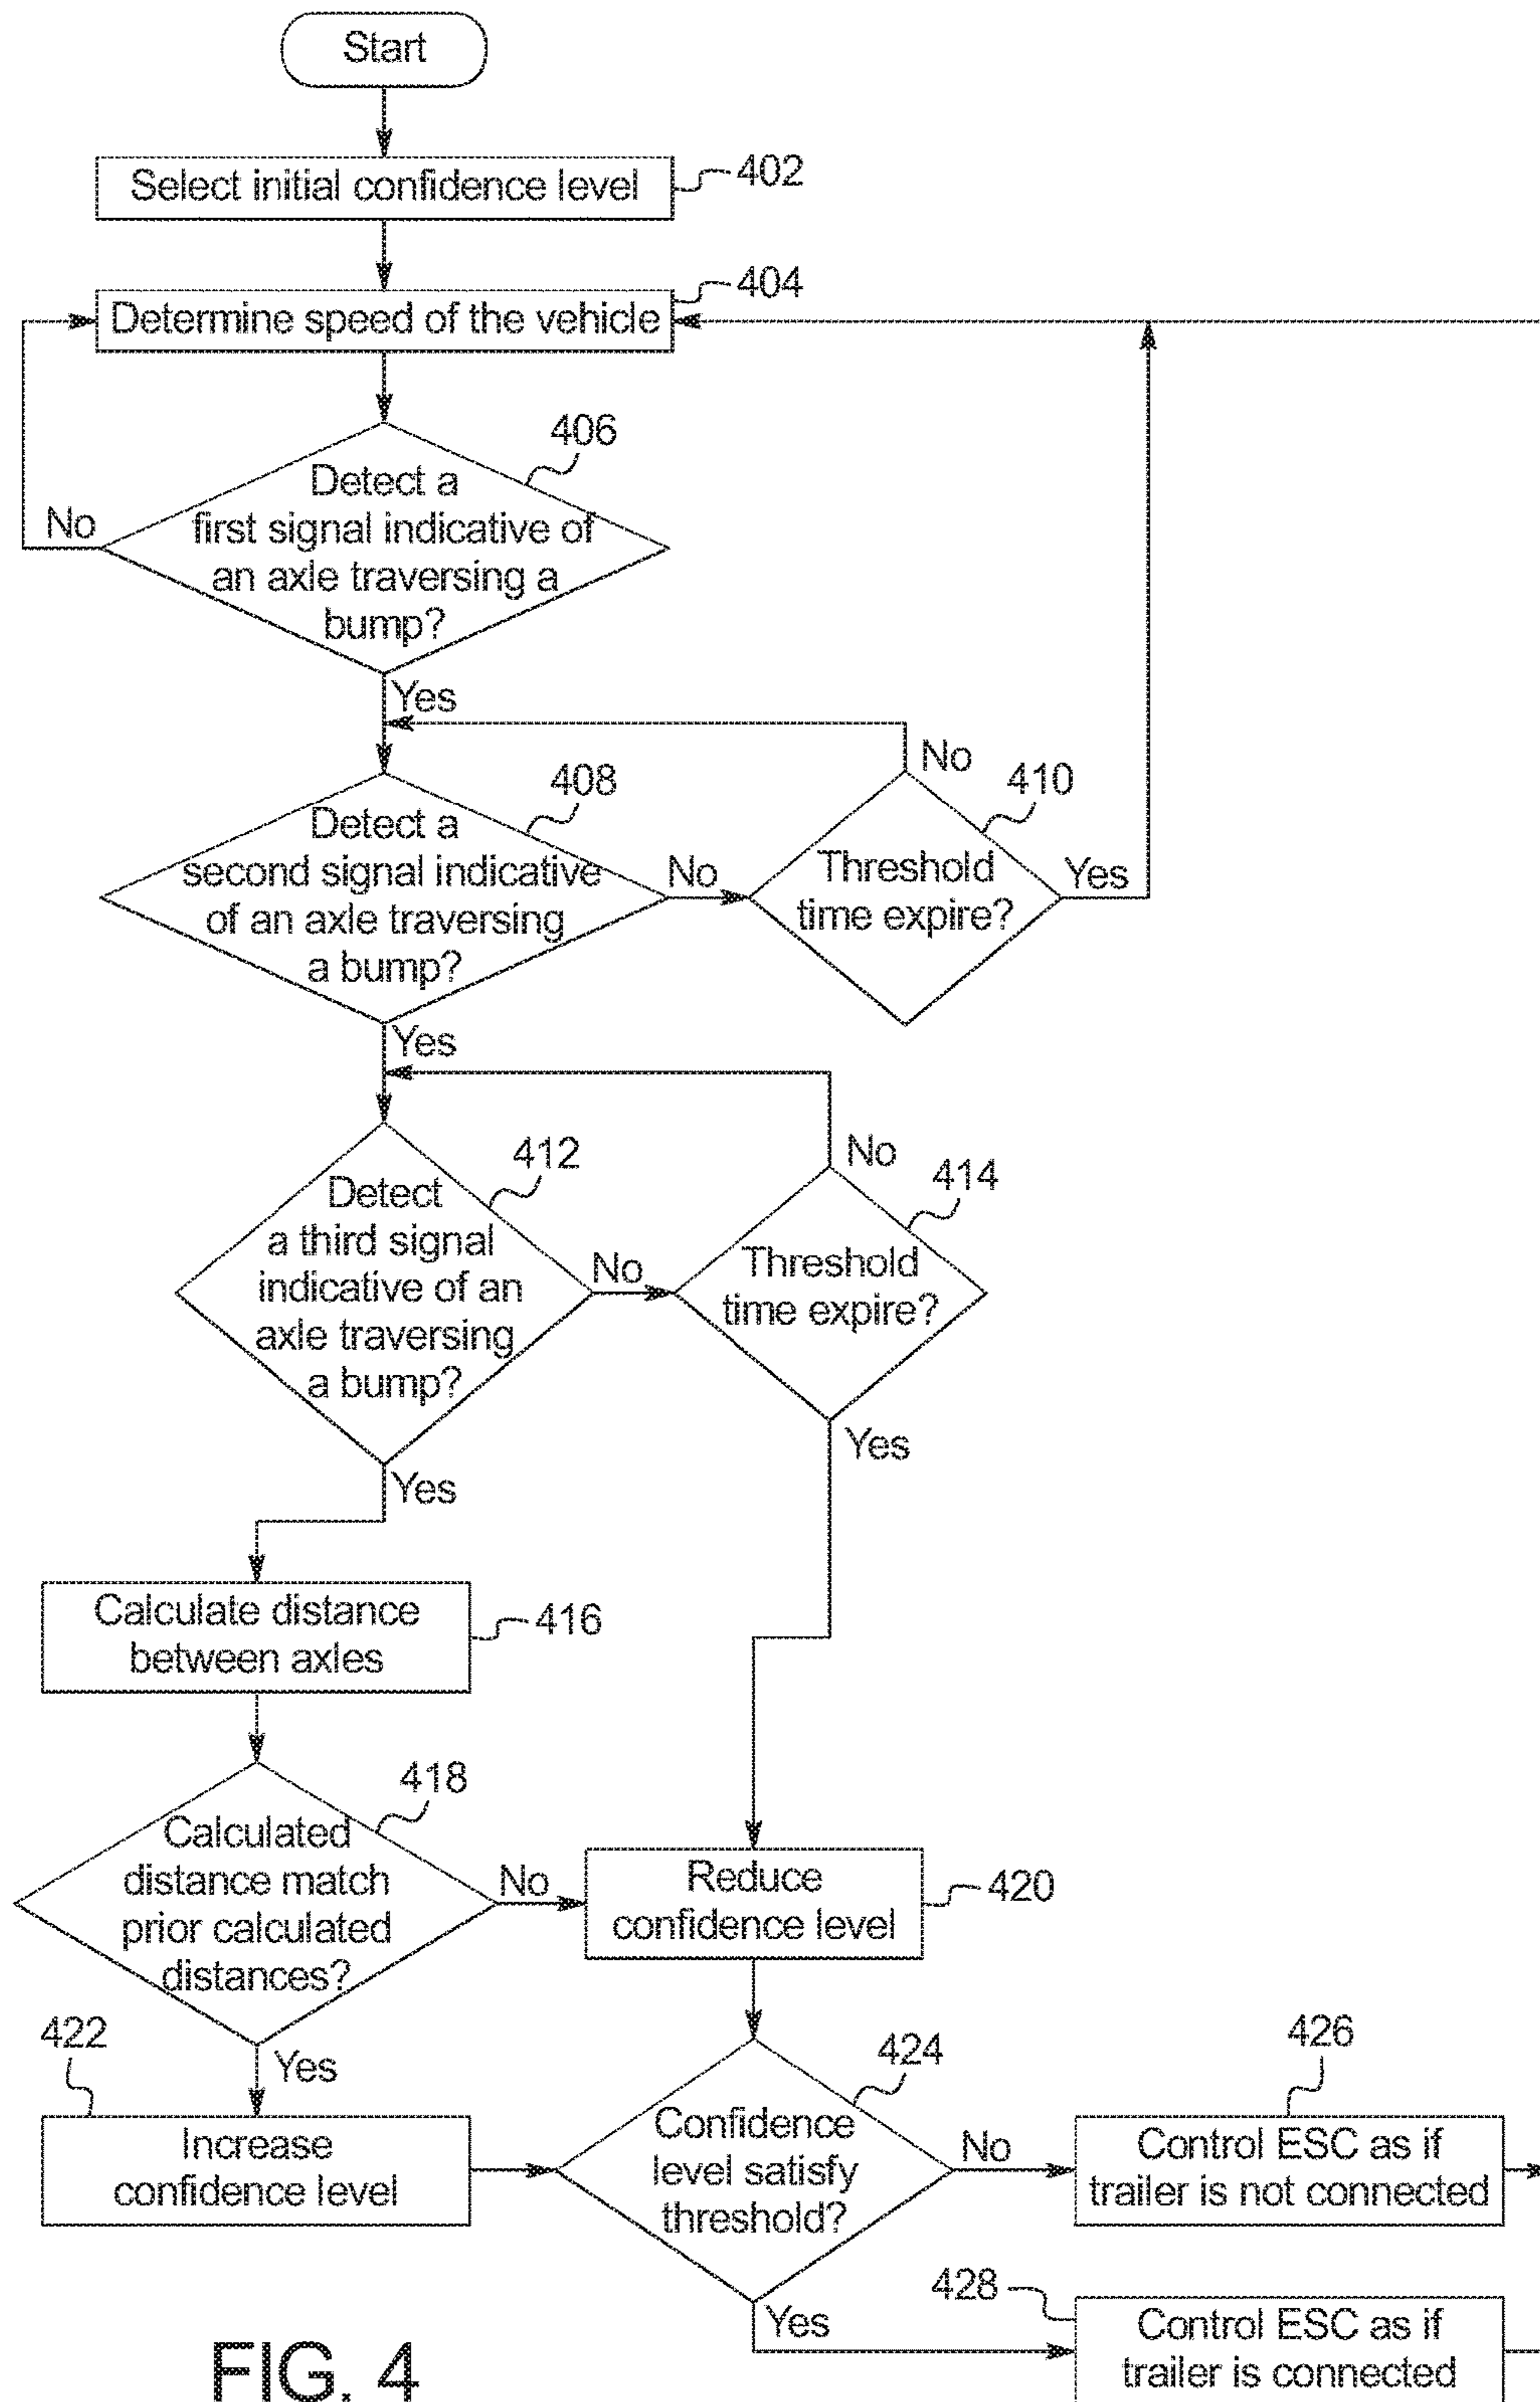 Start
Select initial confidence level
402
Determine speed of the vehicle
404
406
Detect a
first signal indicative of
an axle traversing a
bump?
No
Yes
408
Detect a
second signal indicative
of an axle traversing
a bump?
No
410
Threshold
time expire?
No
Yes
Yes
412
Detect
a third signal
indicative of an
axle traversing
a bump?
No
414
Threshold
time expire?
No
Yes
Yes
Calculate distance
between axles
416
418
Calculated
distance match
prior calculated
distances?
No
Reduce
confidence level
420
Yes
422
Increase
confidence level
424
Confidence
level satisfy
threshold?
No
426
Control ESC as if
trailer is not connected
Yes
428
Control ESC as if
trailer is connected
FIG. 4